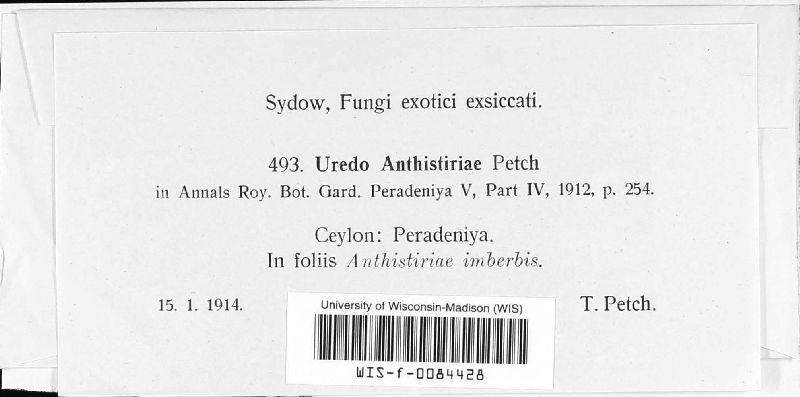 Sydow, Fungi exotici exsiccati.
493. Uredo Anthistiriae Petch
in Annals Roy. Bot. Gard. Peradeniya V, Part IV, 1912, p. 254.
Ceylon: Peradeniya.
In foliis Anthistiriae imberbis.
15. 1. 1914.
T. Petch.
University of Wisconsin-Madison (WIS)
WIS-f-0084428